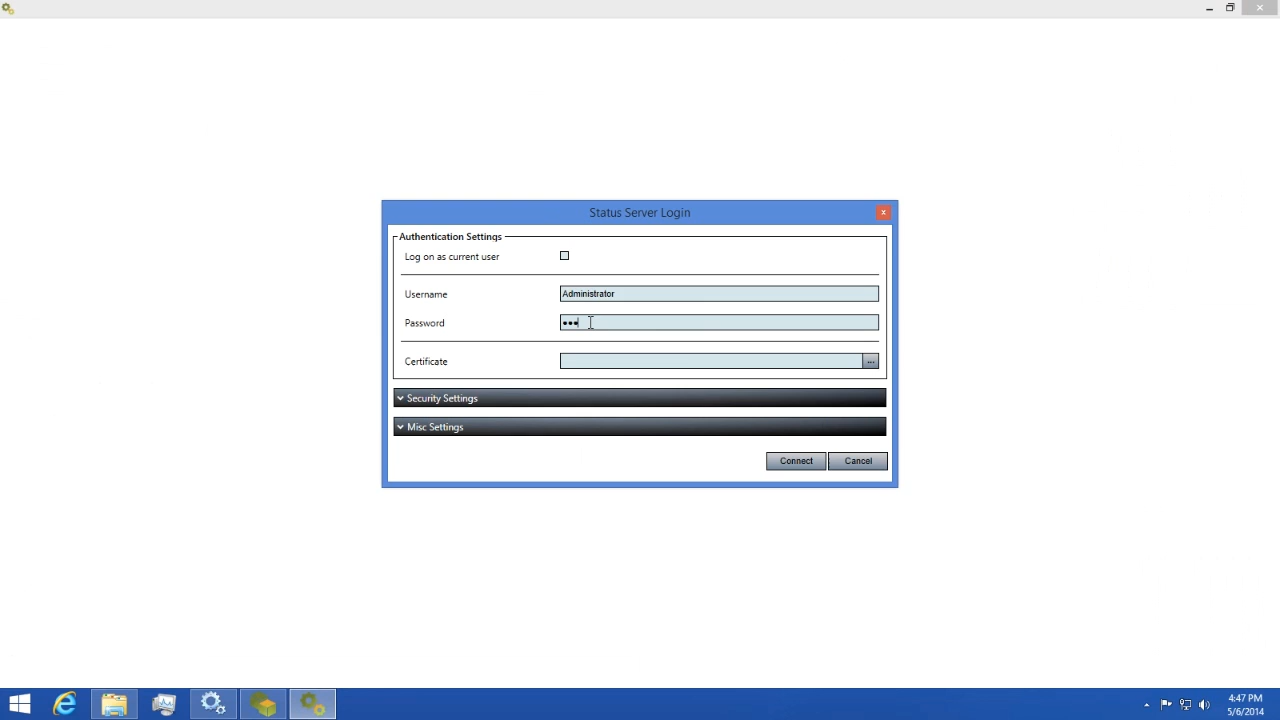 Status Server Login
Authentication Settings
Log on as current user
Username
Administrator
Password
•••
Certificate
...
Security Settings
Misc Settings
Connect
Cancel
4:47 PM
5/6/2014